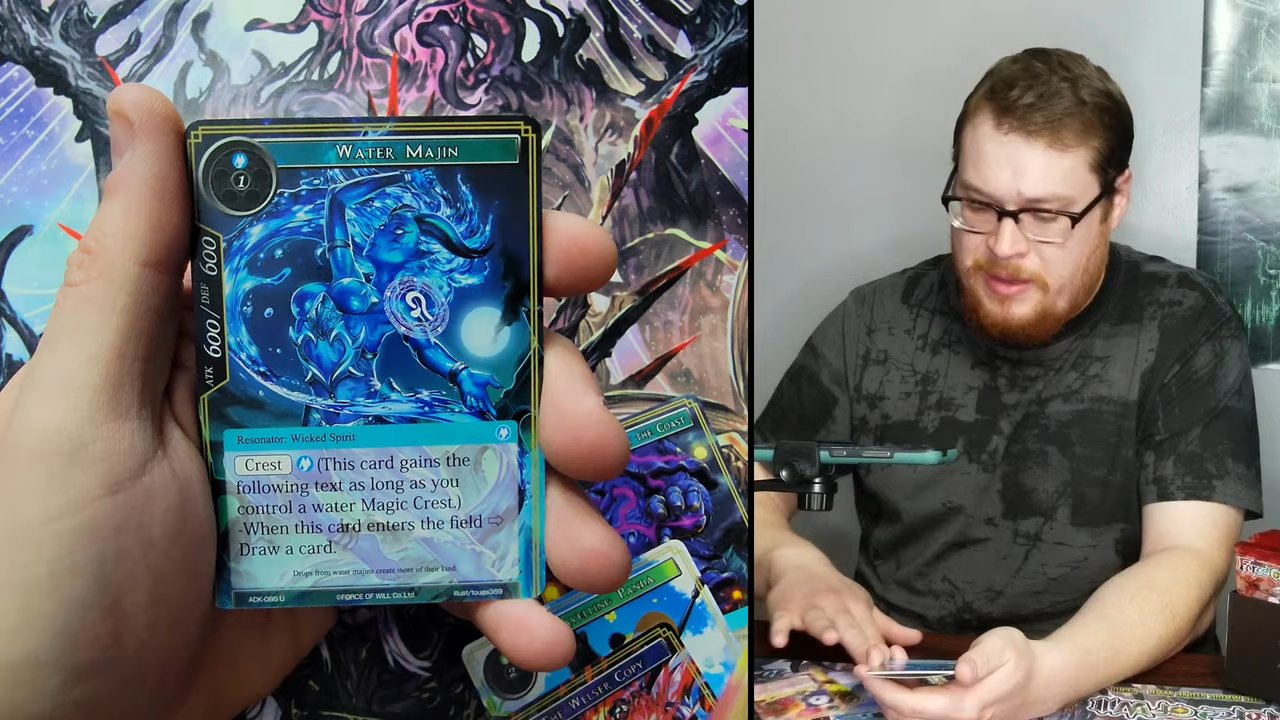 Water Majin
1
ATK 600 / DEF 600
Resonator: Wicked Spirit
Crest (This card gains the
following text as long as you
control a water Magic Crest.)
-When this card enters the field ⇨
Draw a card.
Drops from water majins create more of their kind.
ADK-086 U ©FORCE OF WILL Co.,Ltd. illust/touge369
the Coast
Panda
2
The Welser Copy
Force